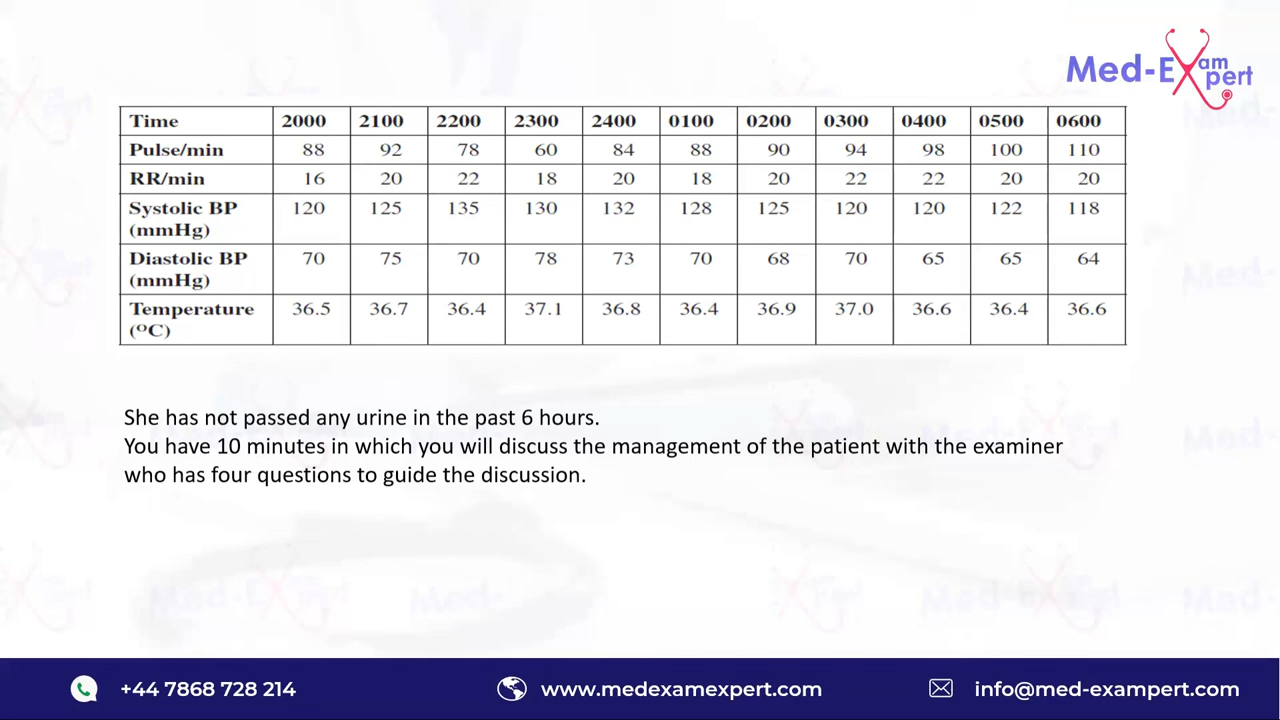 Med-Exam Xpert
Time 2000 2100 2200 2300 2400 0100 0200 0300 0400 0500 0600
Pulse/min 88 92 78 60 84 88 90 94 98 100 110
RR/min 16 20 22 18 20 18 20 22 22 20 20
Systolic BP (mmHg) 120 125 135 130 132 128 125 120 120 122 118
Diastolic BP (mmHg) 70 75 70 78 73 70 68 70 65 65 64
Temperature (ºC) 36.5 36.7 36.4 37.1 36.8 36.4 36.9 37.0 36.6 36.4 36.6
She has not passed any urine in the past 6 hours.
You have 10 minutes in which you will discuss the management of the patient with the examiner
who has four questions to guide the discussion.
+44 7868 728 214
www.medexamexpert.com
info@med-exampert.com